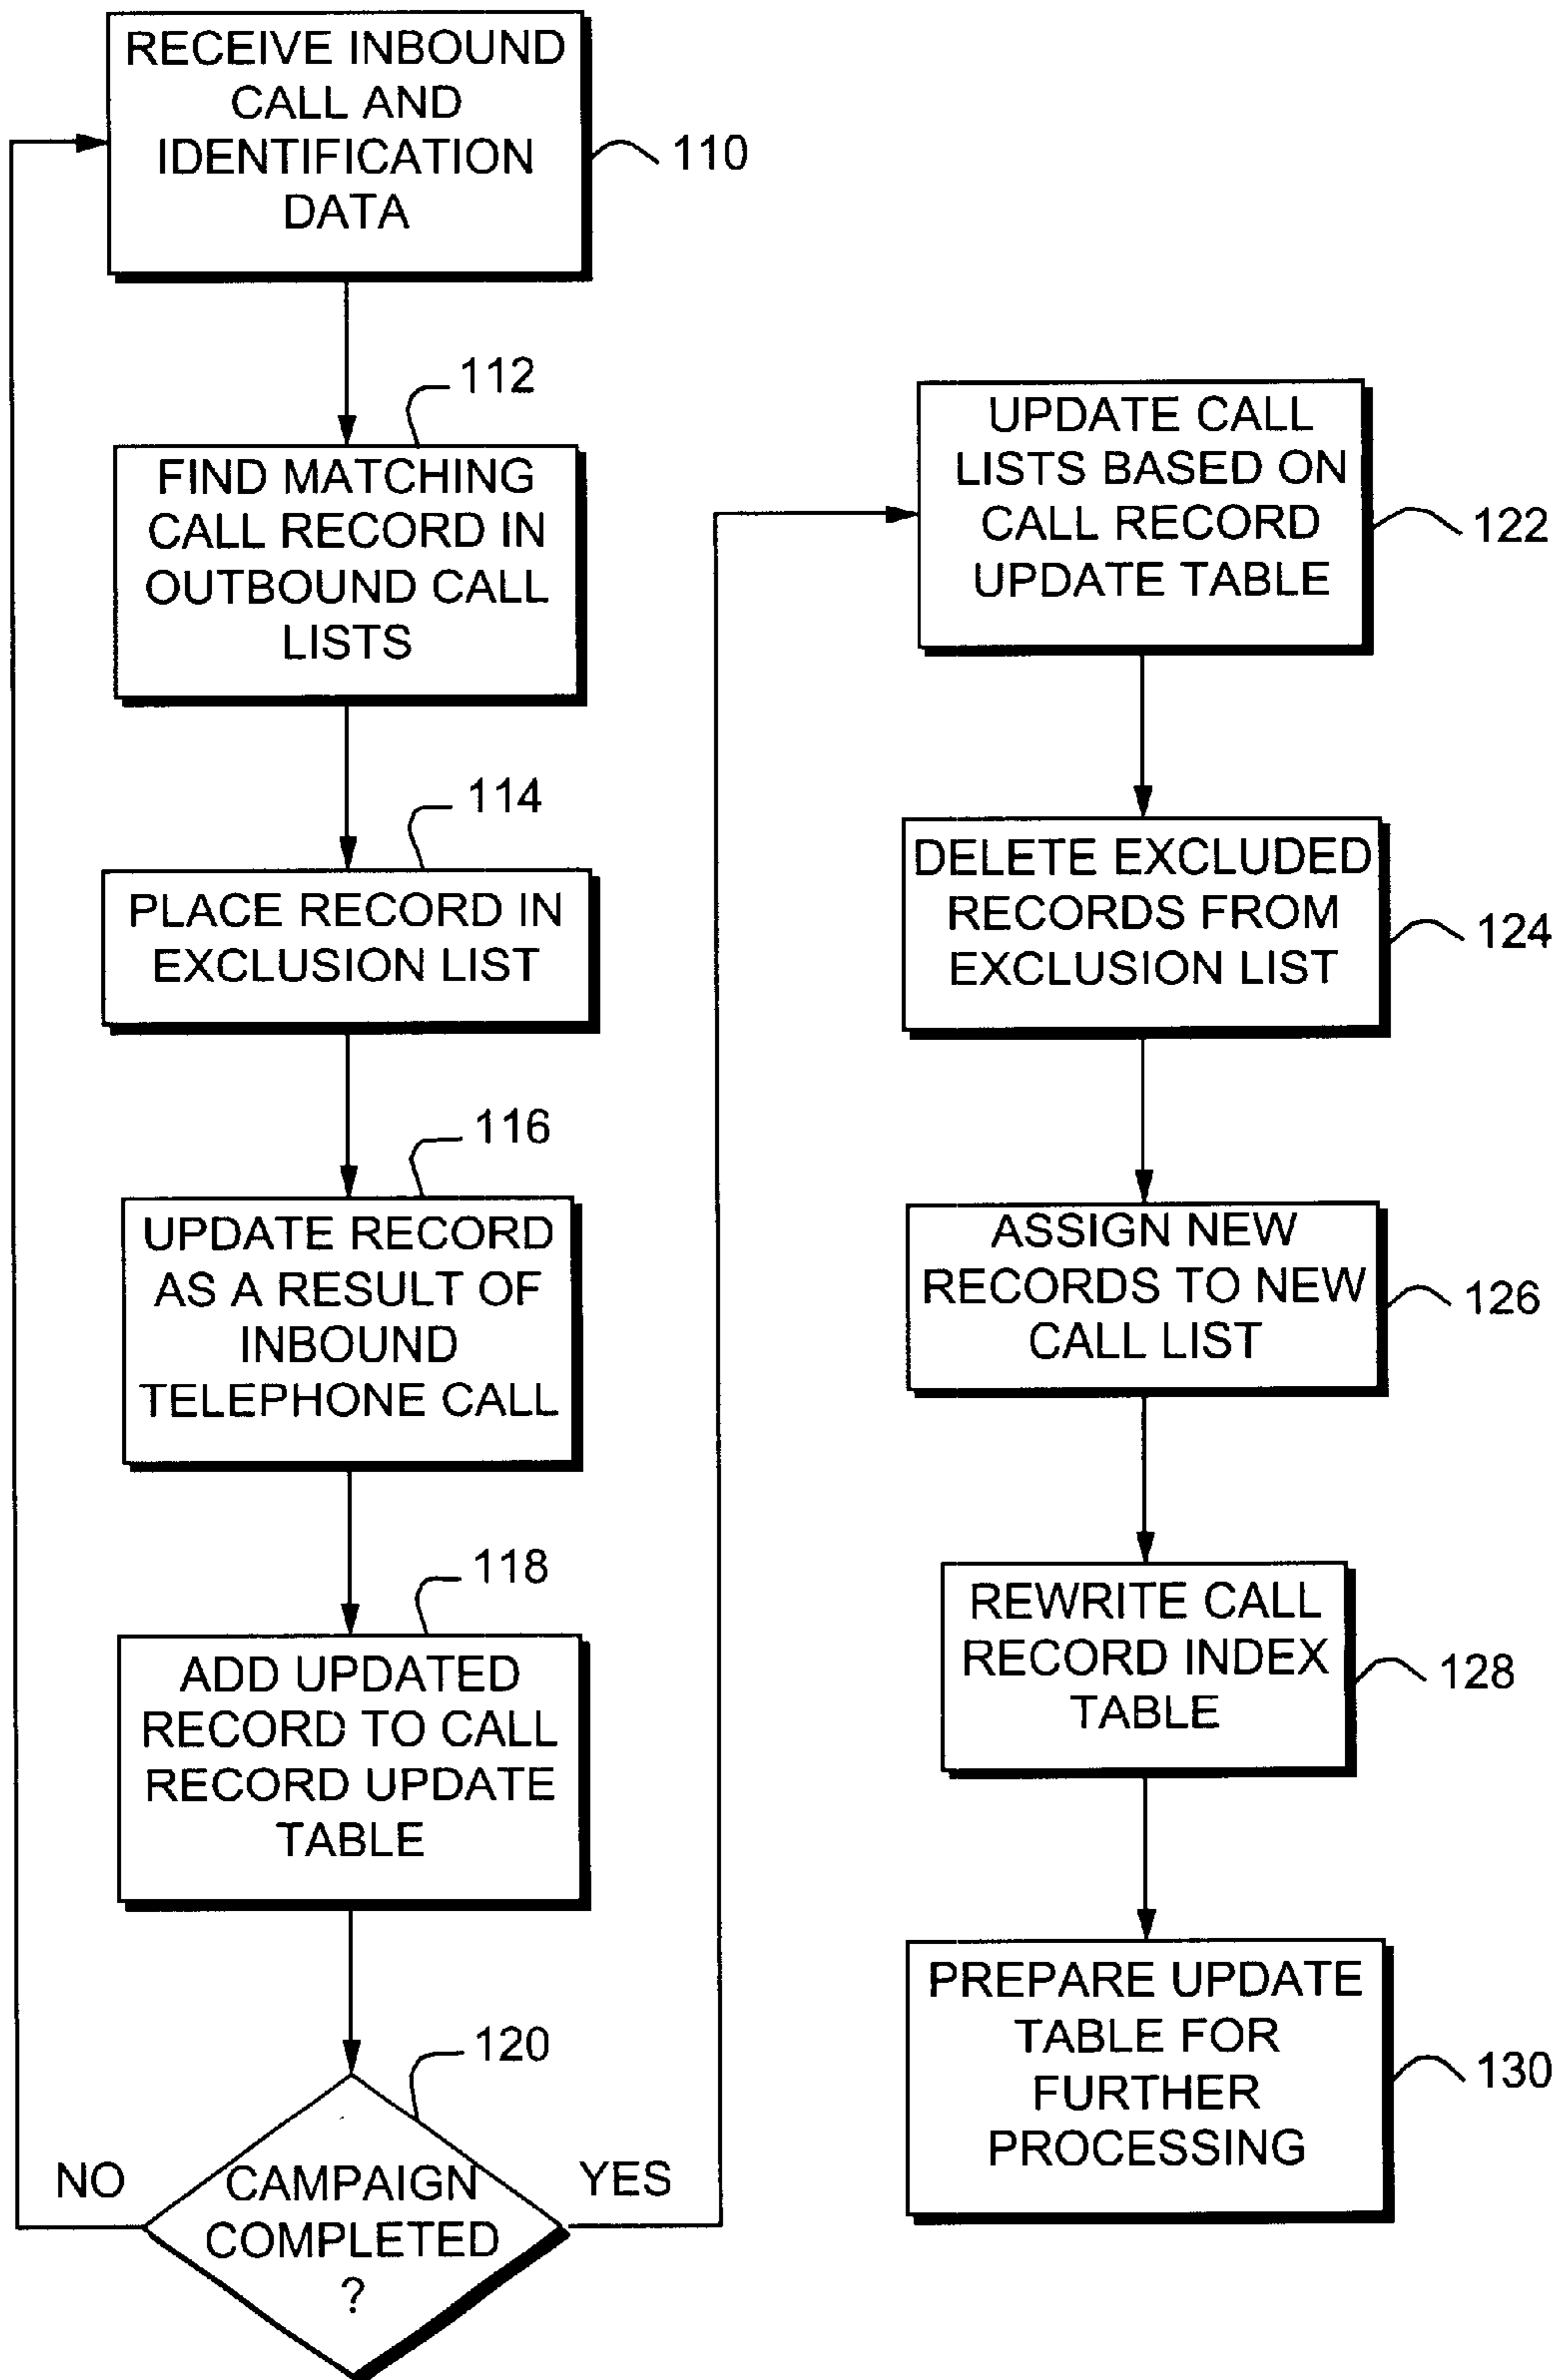 RECEIVE INBOUND
CALL AND
IDENTIFICATION
DATA
110
112
FIND MATCHING
CALL RECORD IN
OUTBOUND CALL
LISTS
114
PLACE RECORD IN
EXCLUSION LIST
116
UPDATE RECORD
AS A RESULT OF
INBOUND
TELEPHONE CALL
118
ADD UPDATED
RECORD TO CALL
RECORD UPDATE
TABLE
120
NO
CAMPAIGN
COMPLETED
?
YES
UPDATE CALL
LISTS BASED ON
CALL RECORD
UPDATE TABLE
122
DELETE EXCLUDED
RECORDS FROM
EXCLUSION LIST
124
ASSIGN NEW
RECORDS TO NEW
CALL LIST
126
REWRITE CALL
RECORD INDEX
TABLE
128
PREPARE UPDATE
TABLE FOR
FURTHER
PROCESSING
130